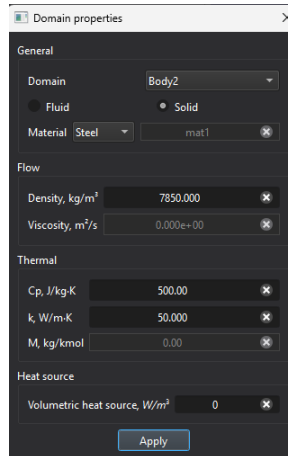 Domain properties
General
Domain Body2
Fluid Solid
Material Steel mat1
Flow
Density, kg/m³ 7850.000
Viscosity, m²/s 0.000e+00
Thermal
Cp, J/kg·K 500.00
k, W/m·K 50.000
M, kg/kmol 0.00
Heat source
Volumetric heat source, W/m³ 0
Apply